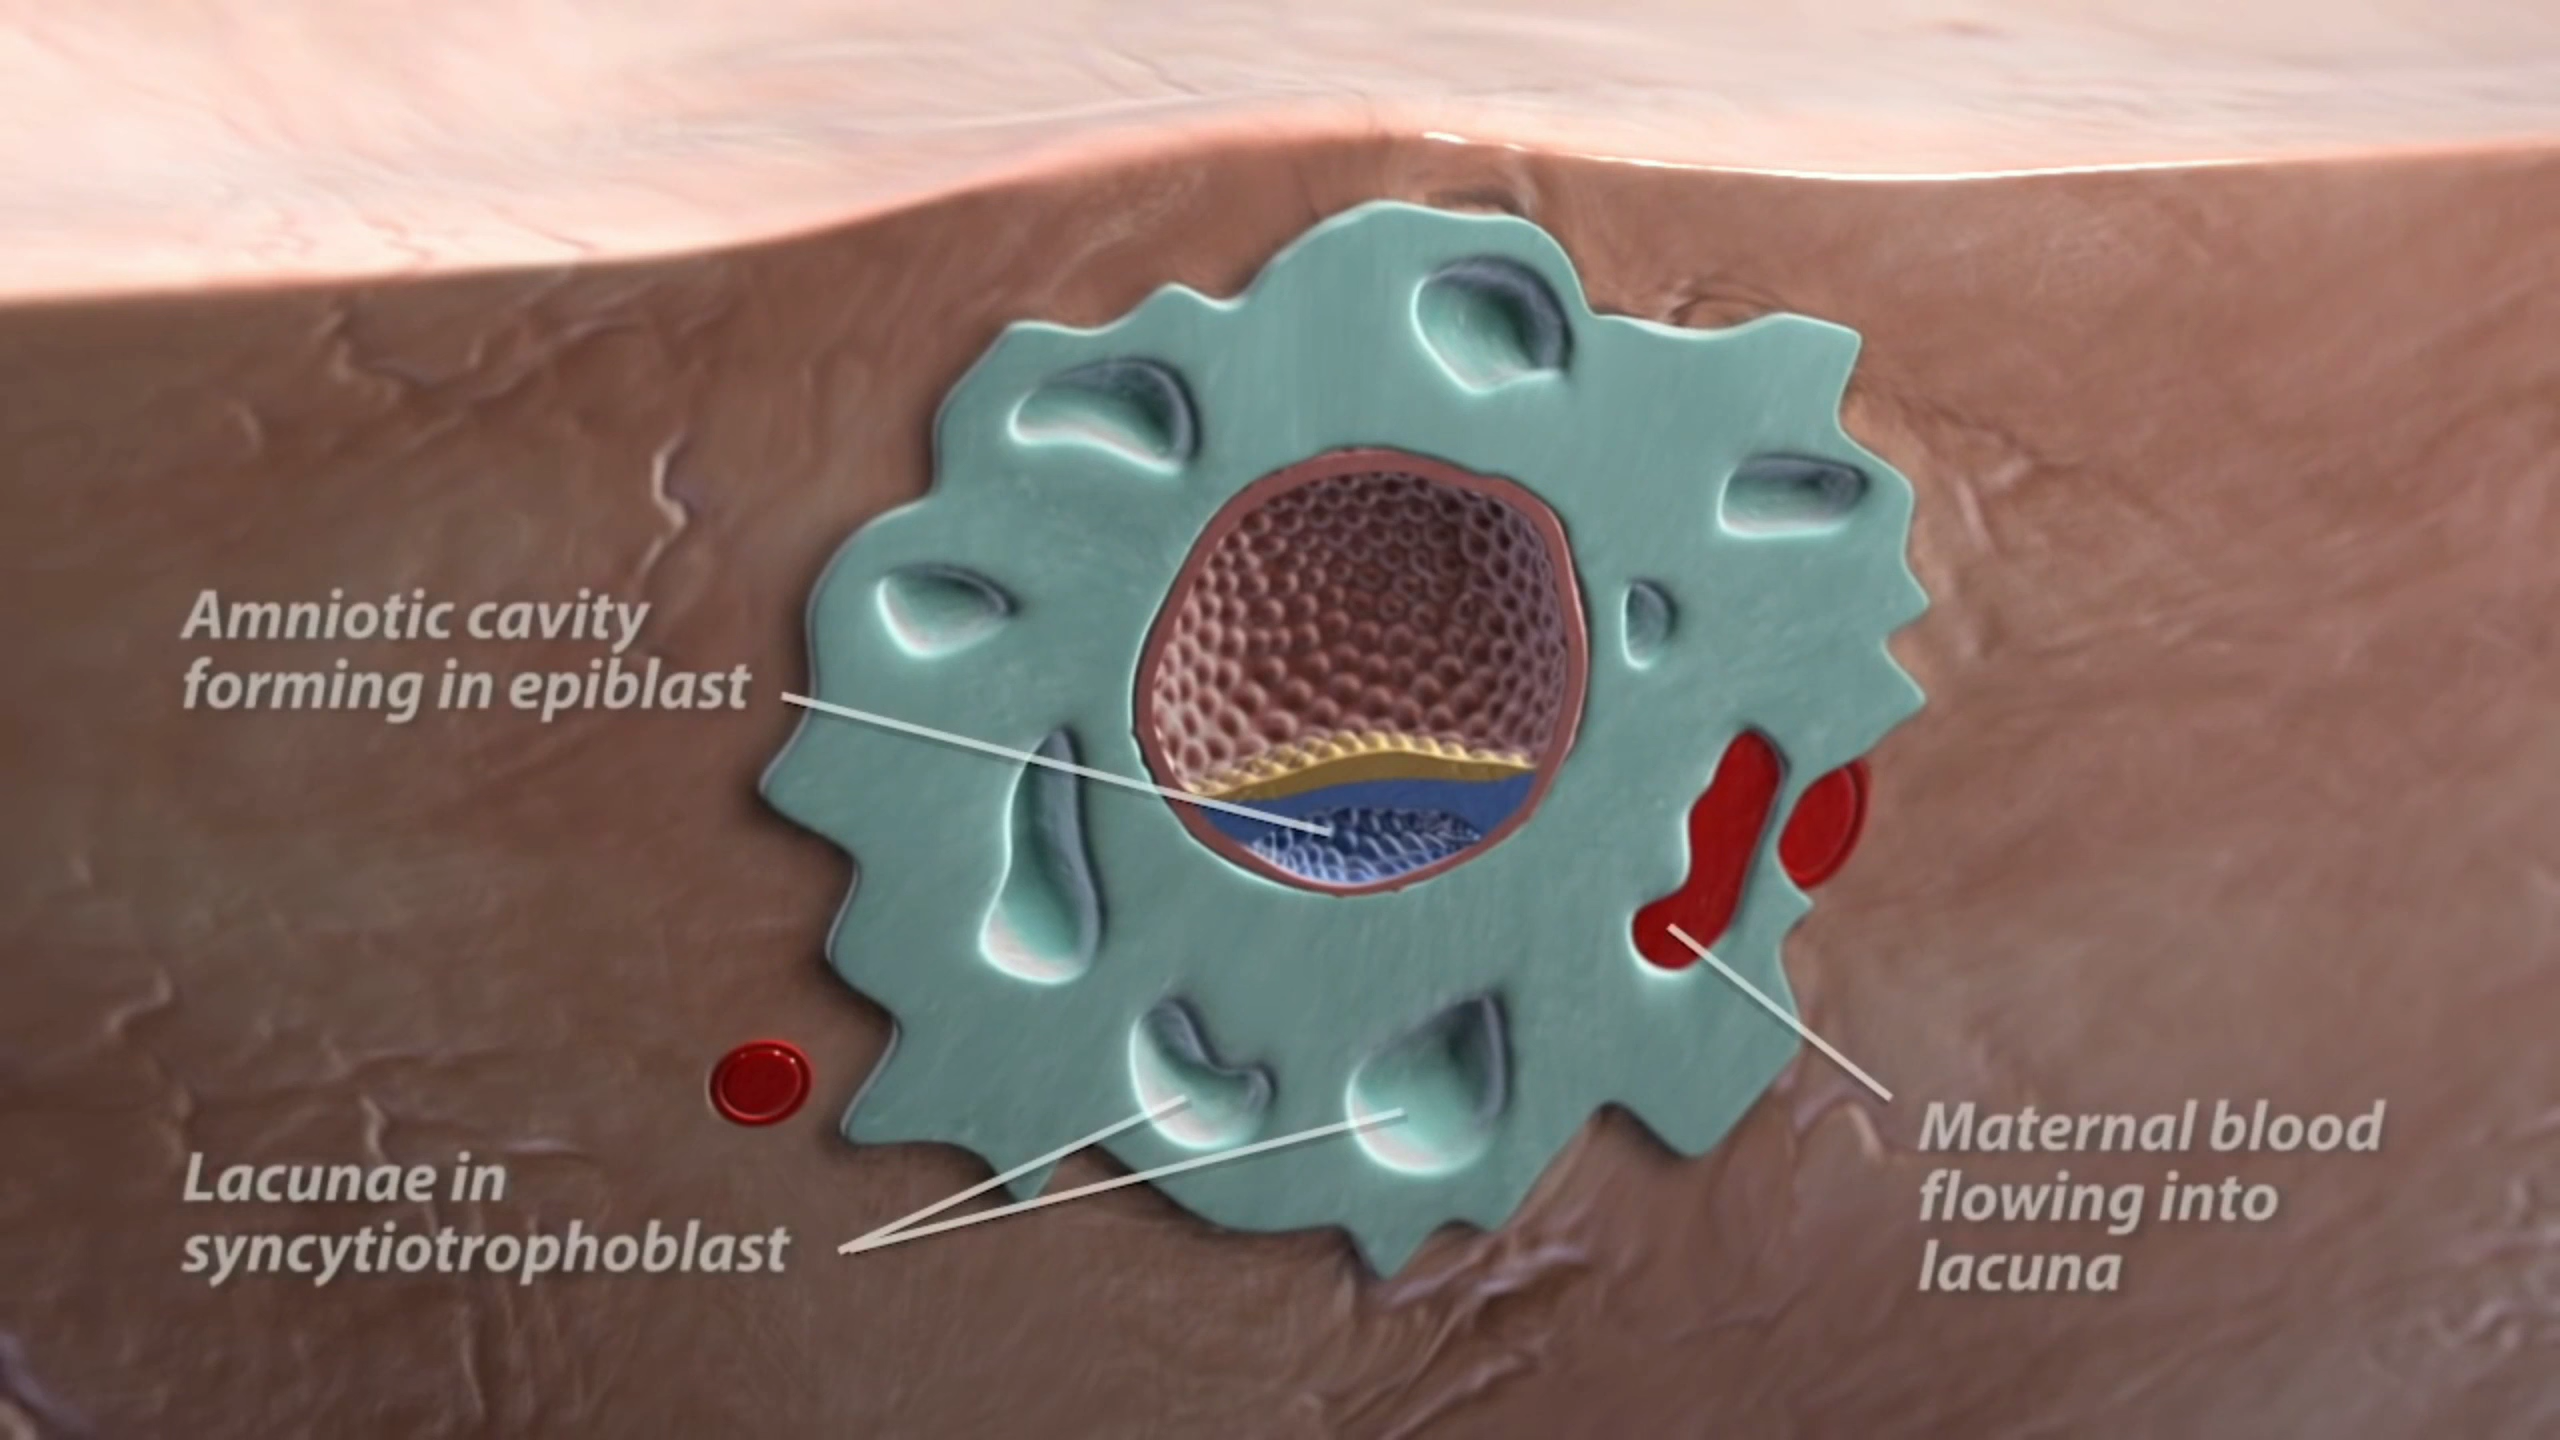 Amniotic cavity
forming in epiblast
Lacunae in
syncytiotrophoblast
Maternal blood
flowing into
lacuna